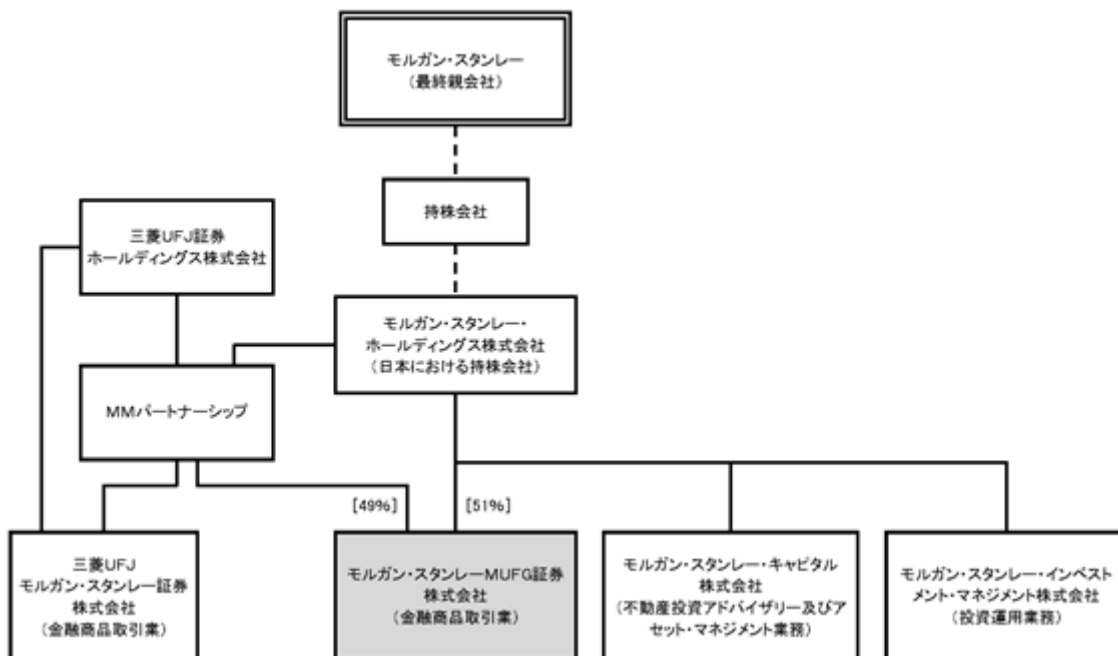 モルガン・スタンレー
(最終親会社)
持株会社
三菱UFJ証券
ホールディングス株式会社
モルガン・スタンレー・
ホールディングス株式会社
(日本における持株会社)
MMパートナーシップ
[49%]
[51%]
三菱UFJ
モルガン・スタンレー証券
株式会社
(金融商品取引業)
モルガン・スタンレーMUFG証券
株式会社
(金融商品取引業)
モルガン・スタンレー・キャピタル
株式会社
(不動産投資アドバイザリー及びア
セット・マネジメント業務)
モルガン・スタンレー・インベスト
メント・マネジメント株式会社
(投資運用業務)